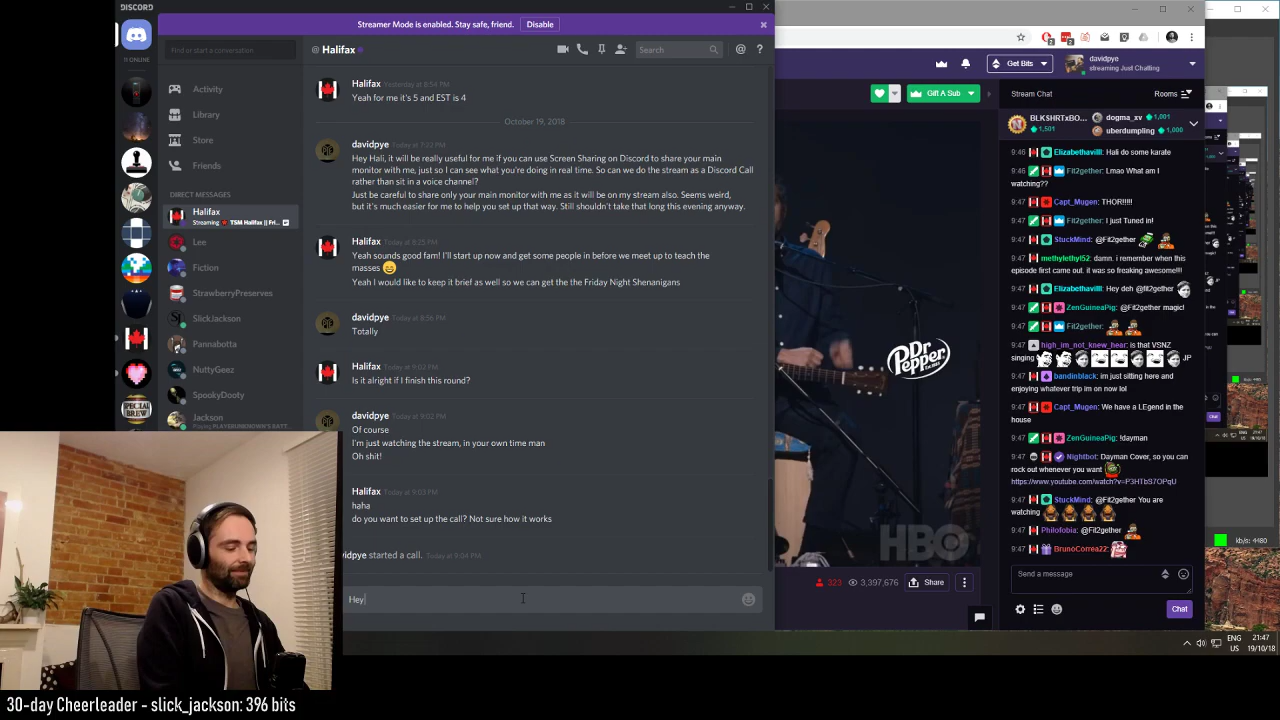 DISCORD
Streamer Mode is enabled. Stay safe, friend.
Disable
Find or start a conversation
@ Halifax
Search
11 ONLINE
Activity
Library
Store
Friends
DIRECT MESSAGES
Halifax
Streaming TSM Halifax || Fri...
Lee
Fiction
StrawberryPreserves
SlickJackson
Pannabotta
NuttyGeez
SpookyDooty
Jackson
Playing PLAYERUNKNOWN'S BATT...
SPECIAL BREW
Halifax Yesterday at 8:54 PM
Yeah for me it's 5 and EST is 4
October 19, 2018
davidpye Today at 7:22 PM
Hey Hali, it will be really useful for me if you can use Screen Sharing on Discord to share your main
monitor with me, just so I can see what you're doing in real time. So can we do the stream as a Discord Call
rather than sit in a voice channel?
Just be careful to share only your main monitor with me as it will be on my stream also. Seems weird,
but it's much easier for me to help you set up that way. Still shouldn't take that long this evening anyway.
Halifax Today at 8:25 PM
Yeah sounds good fam! I'll start up now and get some people in before we meet up to teach the
masses
Yeah I would like to keep it brief as well so we can get the the Friday Night Shenanigans
davidpye Today at 8:56 PM
Totally
Halifax Today at 9:02 PM
Is it alright if I finish this round?
davidpye Today at 9:02 PM
Of course
I'm just watching the stream, in your own time man
Oh shit!
Halifax Today at 9:03 PM
haha
do you want to set up the call? Not sure how it works
vidpye started a call. Today at 9:04 PM
Hey
Get Bits
davidpye
streaming Just Chatting
Gift A Sub
Dr Pepper
HBO
323
3,397,676
Share
Stream Chat
Rooms
BLKSHRTxBO...
1,501
dogma_xv 1,001
uberdumpling 1,000
9:46 Elizabethavilll: Hali do some karate
9:46 Fit2gether: Lmao What am I
watching??
9:47 Capt_Mugen: THOR!!!!!
9:47 Fit2gether: I just Tuned in!
9:47 StuckMind: @Fit2gether
9:47 methylethyl52: damn. i remember when this
episode first came out. it was so freaking awesome!!!!
9:47 Elizabethavilll: Hey deh @fit2gether
9:47 ZenGuineaPig: @Fit2gether magic!
9:47 Fit2gether:
9:47 high_im_not_knew_hear: is that VSNZ
singing JP
9:47 bandinblack: im just sitting here and
enjoying whatever trip im on now lol
9:47 Capt_Mugen: We have a LEgend in the
house
9:47 ZenGuineaPig: !dayman
9:47 Nightbot: Dayman Cover, so you can
rock out whenever you want
https://www.youtube.com/watch?v=P3HTbS7OPqU
9:47 StuckMind: @Fit2gether You are
watching
9:47 Philofobia: @Fit2gether
9:47 BrunoCorrea22:
Send a message
Chat
kb/s: 4480
ENG
US
21:47
19/10/18
30-day Cheerleader - slick_jackson: 396 bits